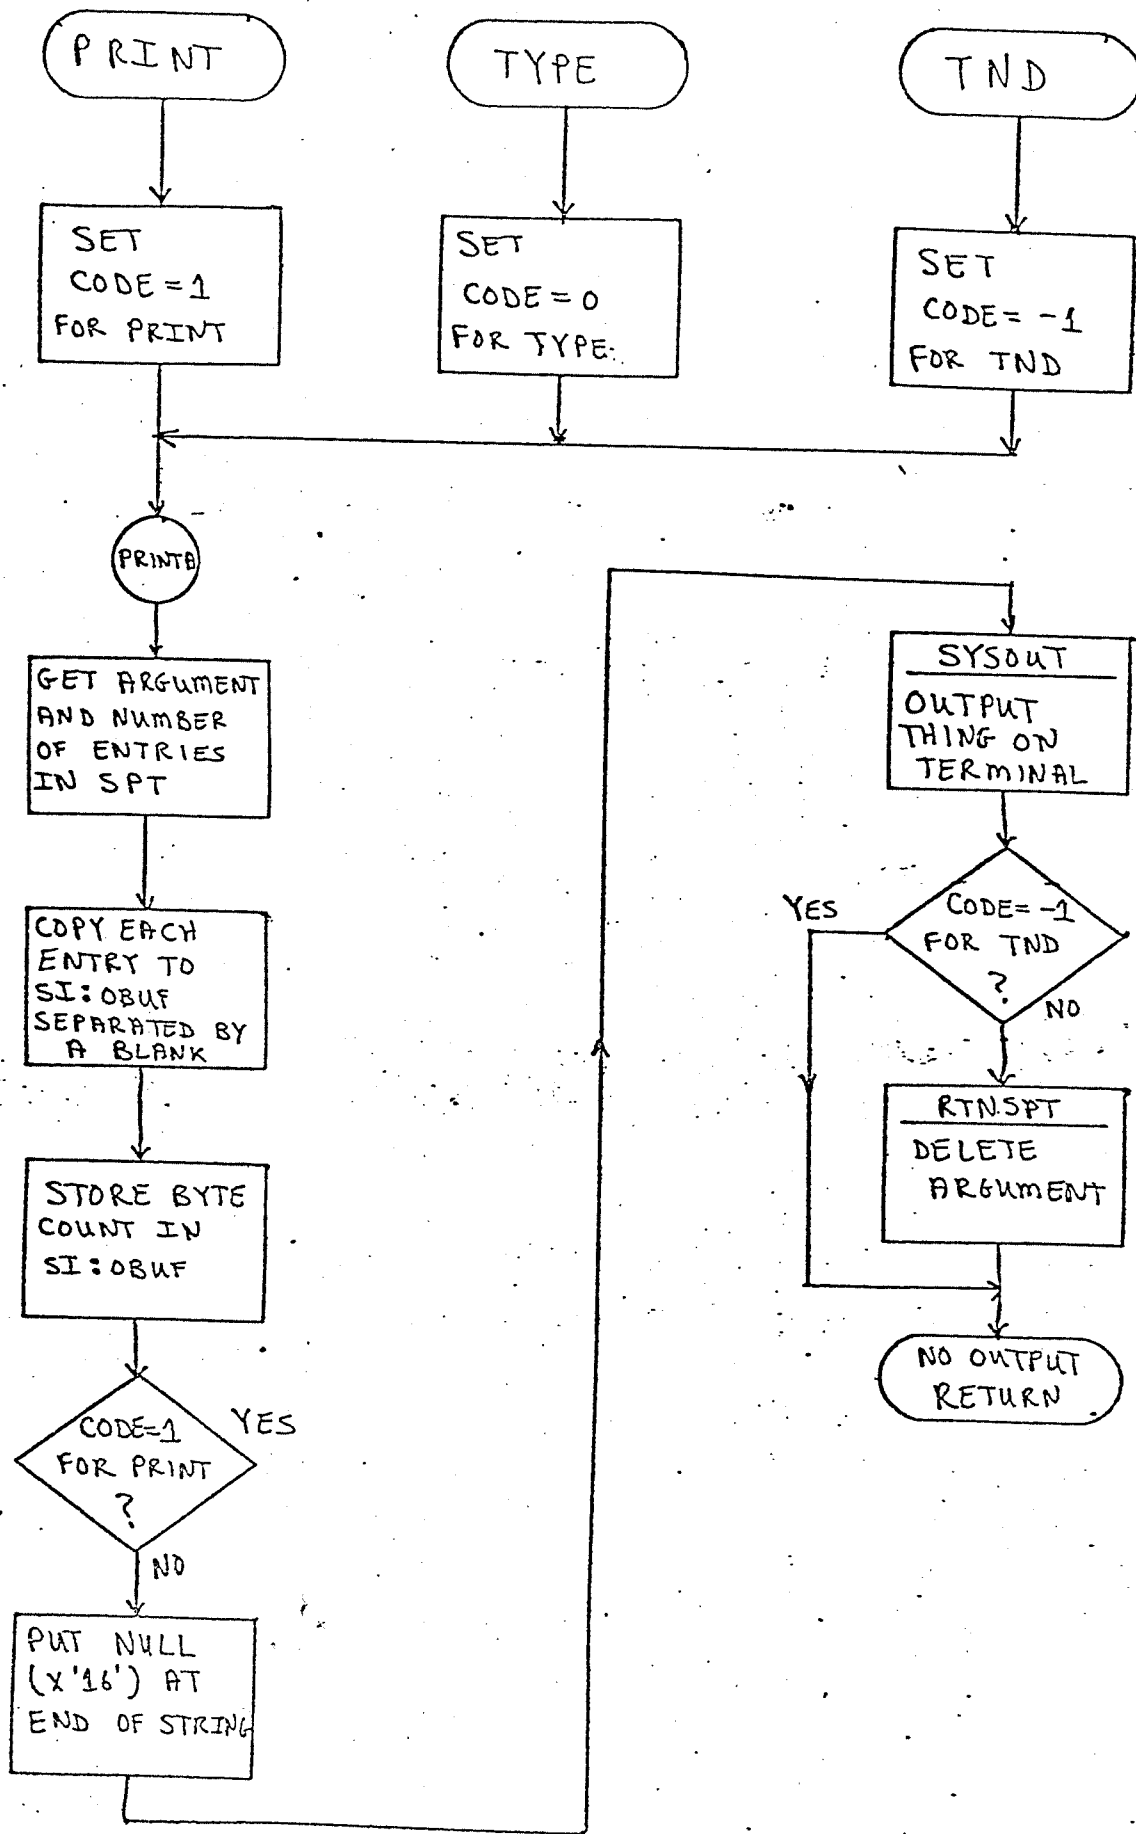 PRINT
TYPE
TND
SET
CODE=1
FOR PRINT
SET
CODE=0
FOR TYPE.
SET
CODE= -1
FOR TND
PRINTB
GET ARGUMENT
AND NUMBER
OF ENTRIES
IN SPT
COPY EACH
ENTRY TO
SI:OBUF
SEPARATED BY
A BLANK
STORE BYTE
COUNT IN
SI:OBUF
CODE=1
FOR PRINT
?
YES
NO
PUT NULL
(X'16') AT
END OF STRING
SYSOUT
OUTPUT
THING ON
TERMINAL
CODE= -1
FOR TND
?
YES
NO
RTN.SPT
DELETE
ARGUMENT
NO OUTPUT
RETURN